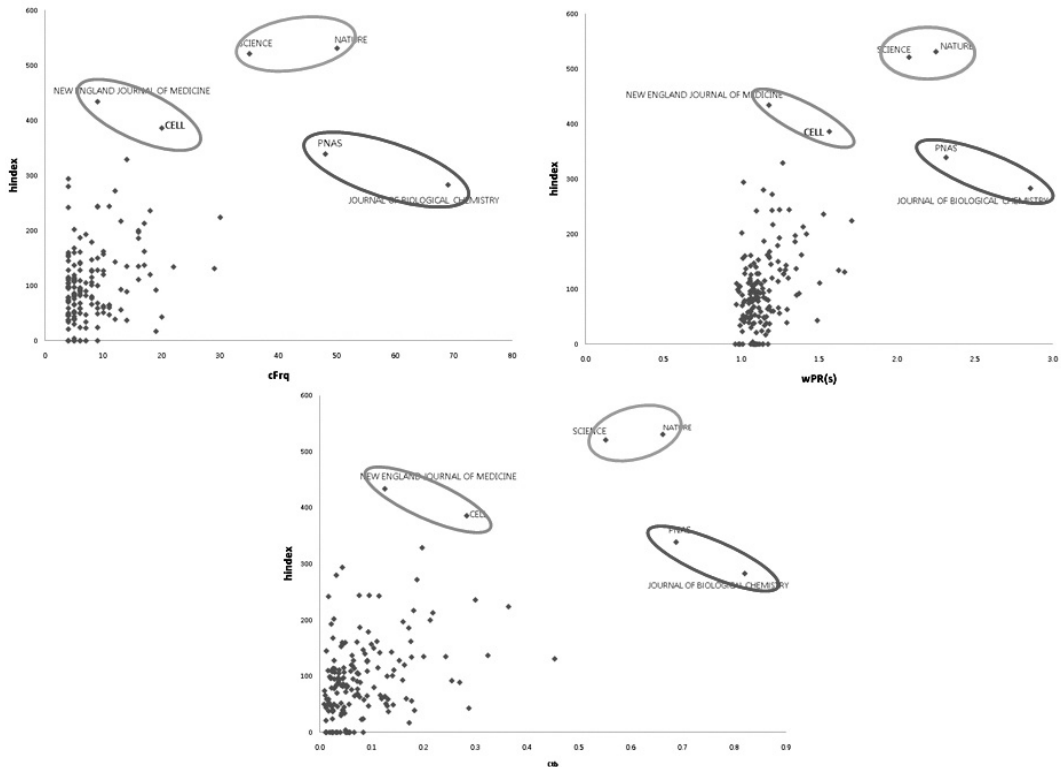 600
500
400
300
200
100
0
hindex
SCIENCE
NATURE
NEW ENGLAND JOURNAL OF MEDICINE
CELL
PNAS
JOURNAL OF BIOLOGICAL CHEMISTRY
0 10 20 30 40 50 60 70 80
cFrq
600
500
400
300
200
100
0
hindex
SCIENCE
NATURE
NEW ENGLAND JOURNAL OF MEDICINE
CELL
PNAS
JOURNAL OF BIOLOGICAL CHEMISTRY
0.0 0.5 1.0 1.5 2.0 2.5 3.0
wPR(s)
600
500
400
300
200
100
0
hindex
SCIENCE
NATURE
NEW ENGLAND JOURNAL OF MEDICINE
CELL
PNAS
JOURNAL OF BIOLOGICAL CHEMISTRY
0.0 0.1 0.2 0.3 0.4 0.5 0.6 0.7 0.8 0.9